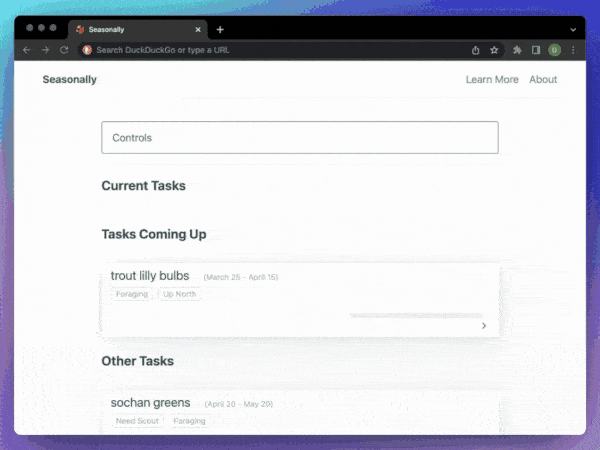 Seasonally
Search DuckDuckGo or type a URL
D
Seasonally
Learn More About
Controls
Current Tasks
Tasks Coming Up
trout lilly bulbs (March 25 - April 15)
Foraging Up North
Other Tasks
sochan greens (April 20 - May 20)
Need Scout Foraging